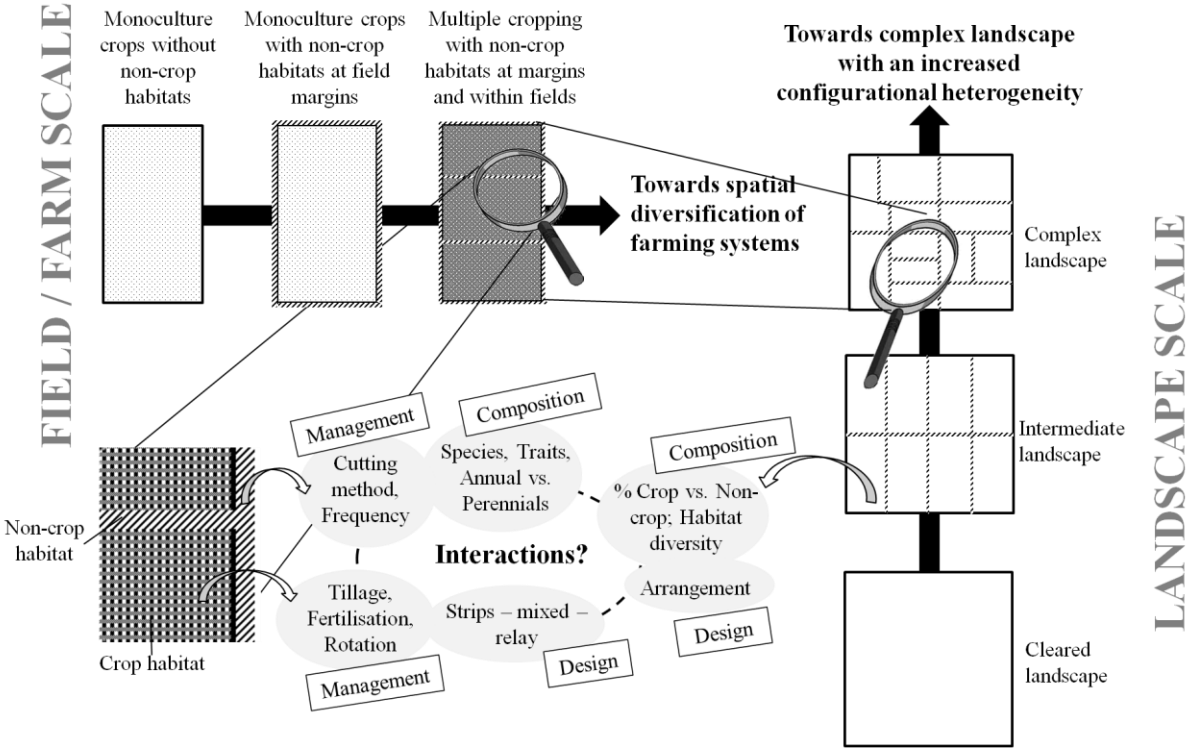 FIELD / FARM SCALE
Monoculture
crops without
non-crop
habitats
Monoculture crops
with non-crop
habitats at field
margins
Multiple cropping
with non-crop
habitats at margins
and within fields
Towards spatial
diversification of
farming systems
Towards complex landscape
with an increased
configurational heterogeneity
Complex
landscape
Intermediate
landscape
Cleared
landscape
LANDSCAPE SCALE
Non-crop
habitat
Crop habitat
Management
Cutting
method,
Frequency
Composition
Species, Traits,
Annual vs.
Perennials
Composition
% Crop vs. Non-
crop; Habitat
diversity
Interactions?
Arrangement
Design
Strips – mixed –
relay
Design
Tillage,
Fertilisation,
Rotation
Management